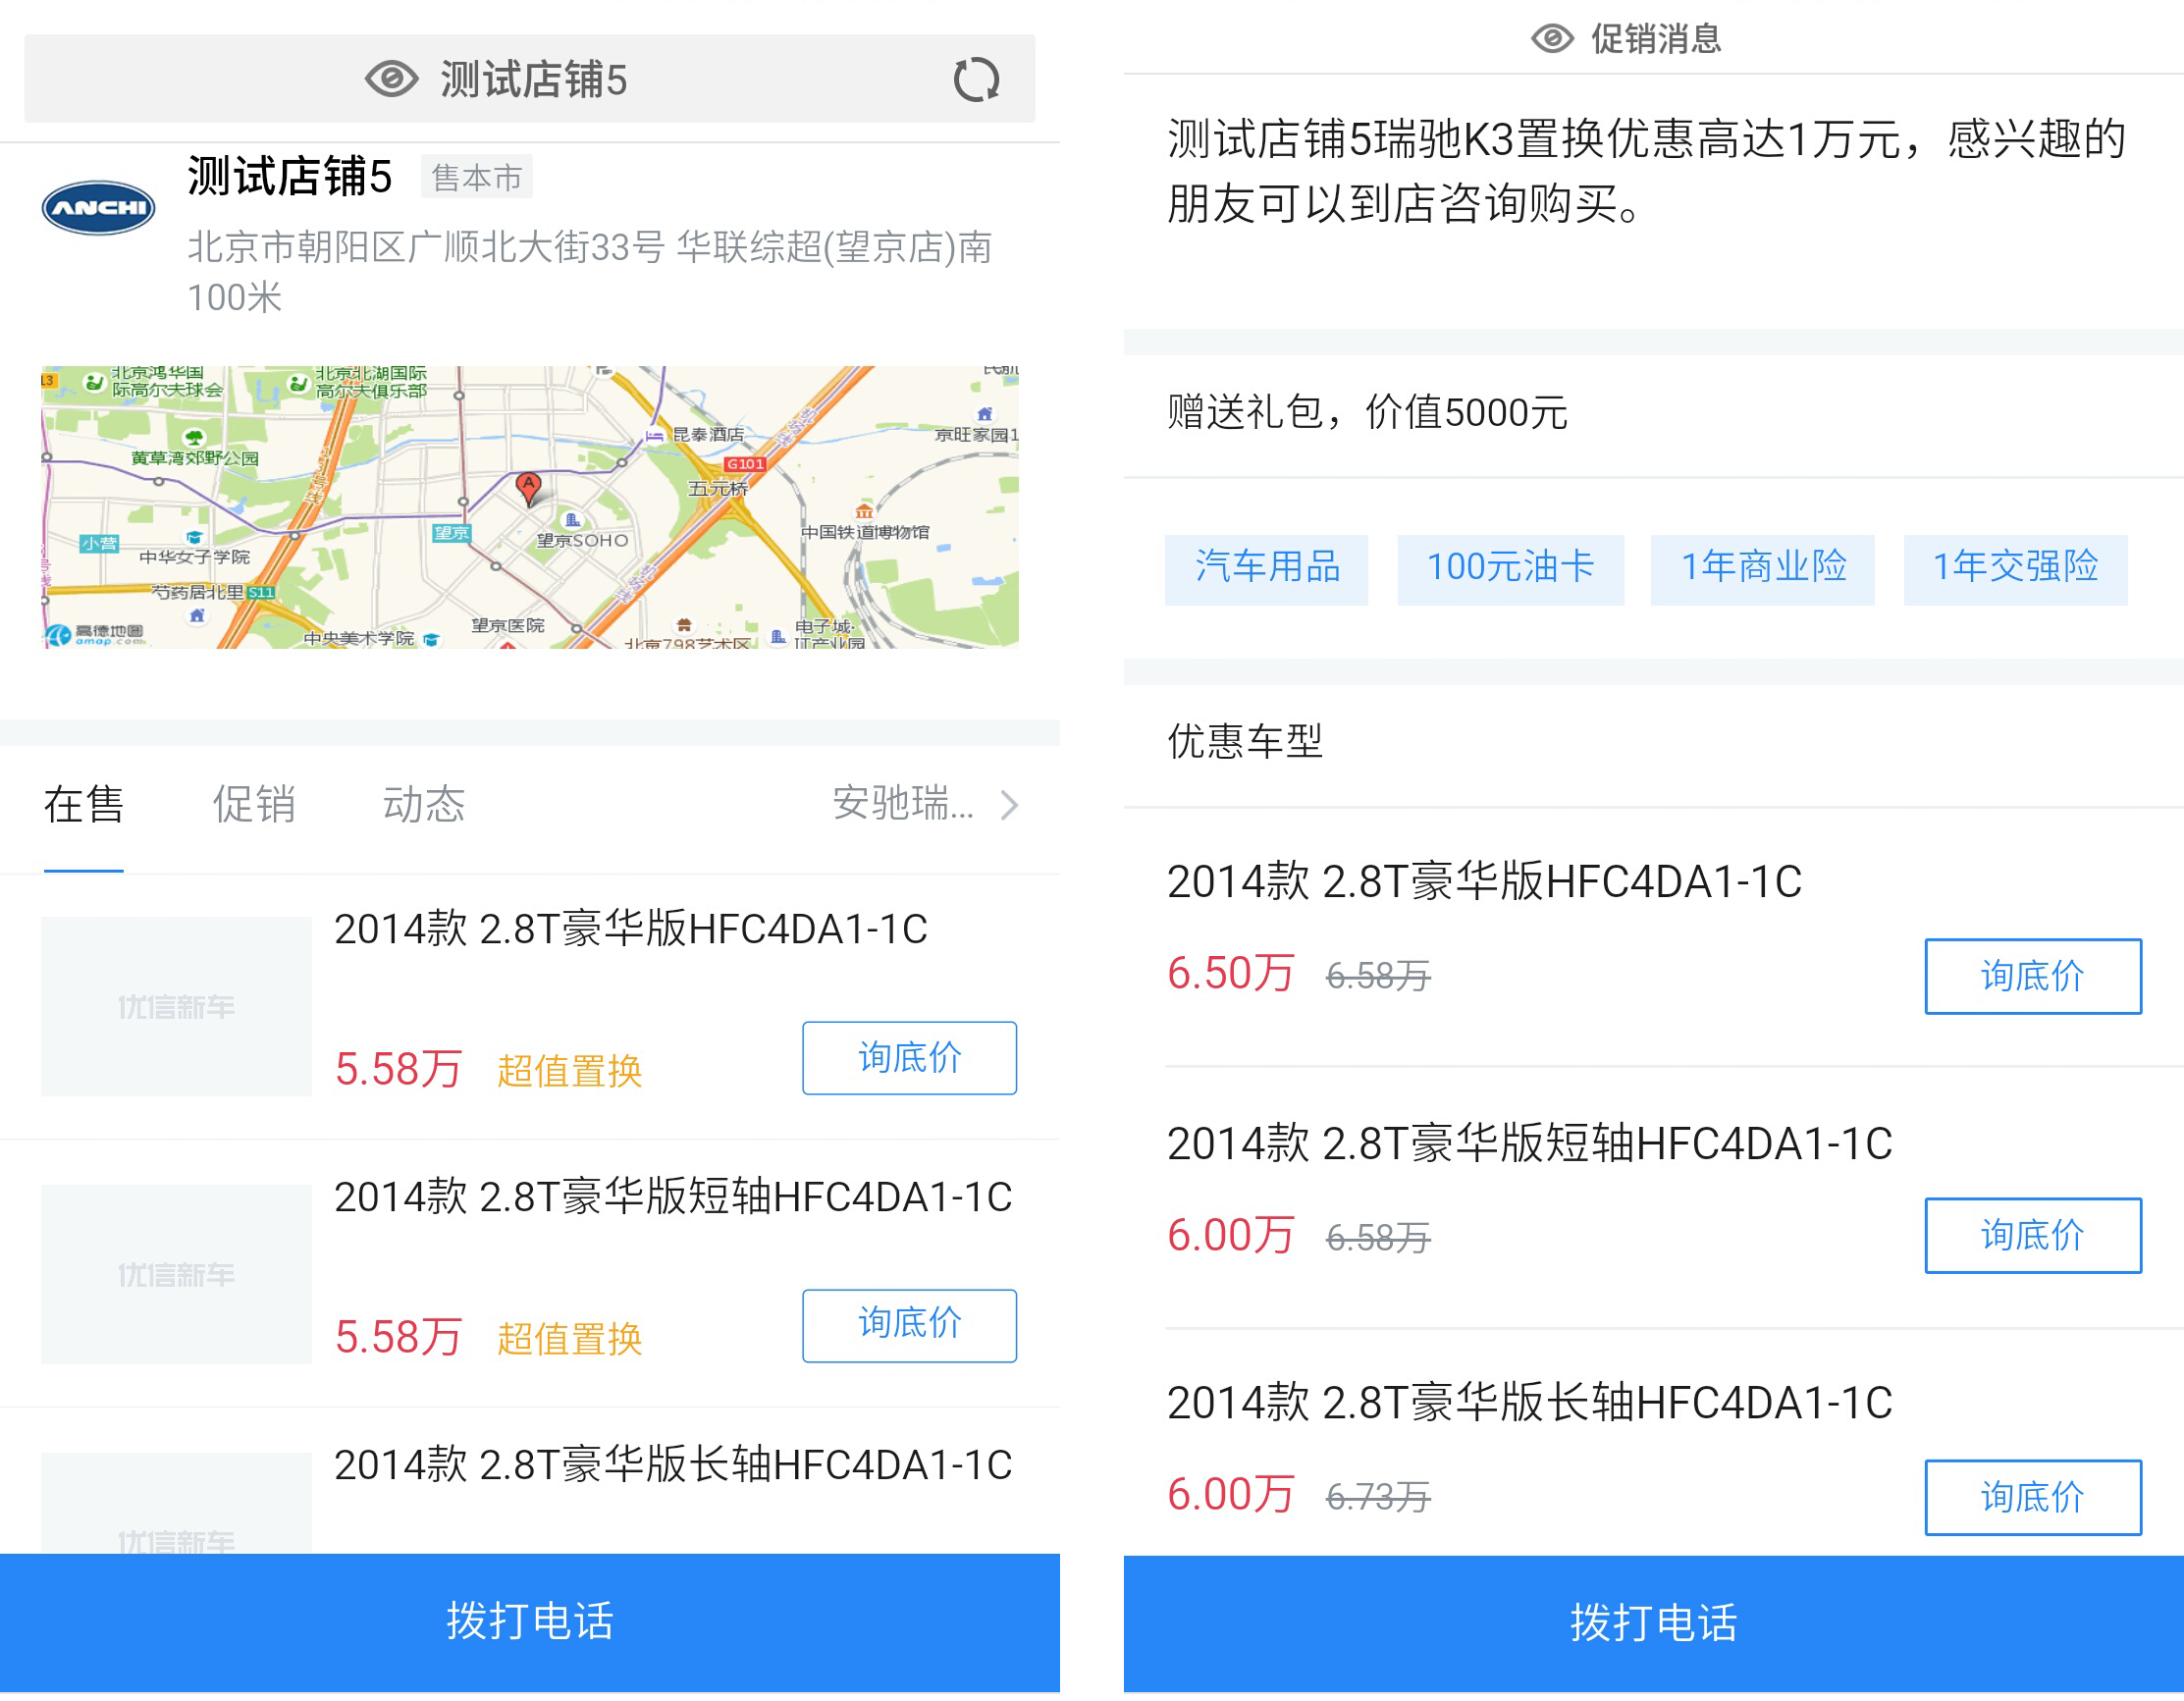 测试店铺5
测试店铺5 售本市
ANCHI
北京市朝阳区广顺北大街33号 华联综超(望京店)南
100米
13
北京鸿华国
际高尔夫球会
北京北湖国际
高尔夫俱乐部
昆泰酒店
京旺家园1
机场线
黄草湾郊野公园
13号线
G101
五元桥
望京
望京SOHO
中国铁道博物馆
小营
中华女子学院
号线
机场线
芍药居北里 S11
高德地图
amap.com
中央美术学院
望京医院
北京798艺术区
电子城·
IT产业园
在售 促销 动态 安驰瑞...
2014款 2.8T豪华版HFC4DA1-1C
优信新车
5.58万 超值置换 询底价
2014款 2.8T豪华版短轴HFC4DA1-1C
优信新车
5.58万 超值置换 询底价
2014款 2.8T豪华版长轴HFC4DA1-1C
优信新车
拨打电话
促销消息
测试店铺5瑞驰K3置换优惠高达1万元，感兴趣的
朋友可以到店咨询购买。
赠送礼包，价值5000元
汽车用品 100元油卡 1年商业险 1年交强险
优惠车型
2014款 2.8T豪华版HFC4DA1-1C
6.50万 6.58万 询底价
2014款 2.8T豪华版短轴HFC4DA1-1C
6.00万 6.58万 询底价
2014款 2.8T豪华版长轴HFC4DA1-1C
6.00万 6.73万 询底价
拨打电话